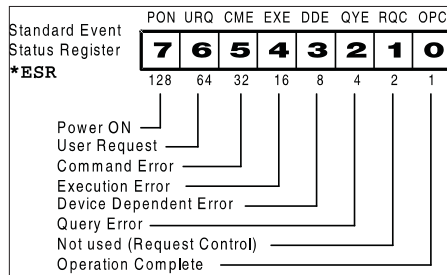 PON URQ CME EXE DDE QYE RQC OPC
Standard Event
Status Register
*ESR
7 6 5 4 3 2 1 0
128 64 32 16 8 4 2 1
Power ON
User Request
Command Error
Execution Error
Device Dependent Error
Query Error
Not used (Request Control)
Operation Complete